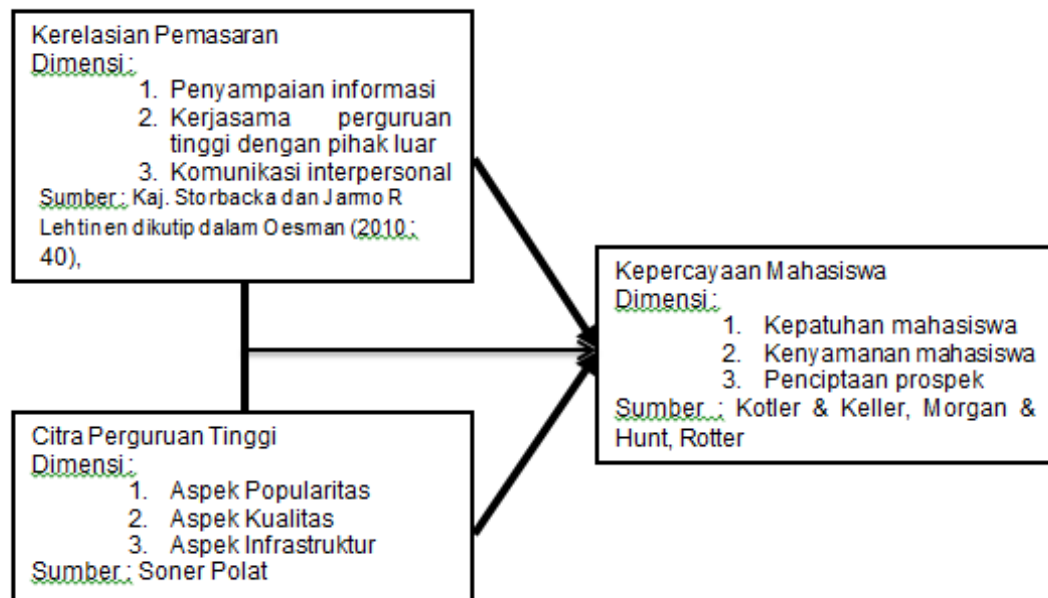 Kerelasian Pemasaran
Dimensi :
1. Penyampaian informasi
2. Kerjasama perguruan
tinggi dengan pihak luar
3. Komunikasi interpersonal
Sumber : Kaj. Storbacka dan Jarmo R
Lehtinen dikutip dalam Oesman (2010 :
40),
Kepercayaan Mahasiswa
Dimensi :
1. Kepatuhan mahasiswa
2. Kenyamanan mahasiswa
3. Penciptaan prospek
Sumber : Kotler & Keller, Morgan &
Hunt, Rotter
Citra Perguruan Tinggi
Dimensi :
1. Aspek Popularitas
2. Aspek Kualitas
3. Aspek Infrastruktur
Sumber : Soner Polat